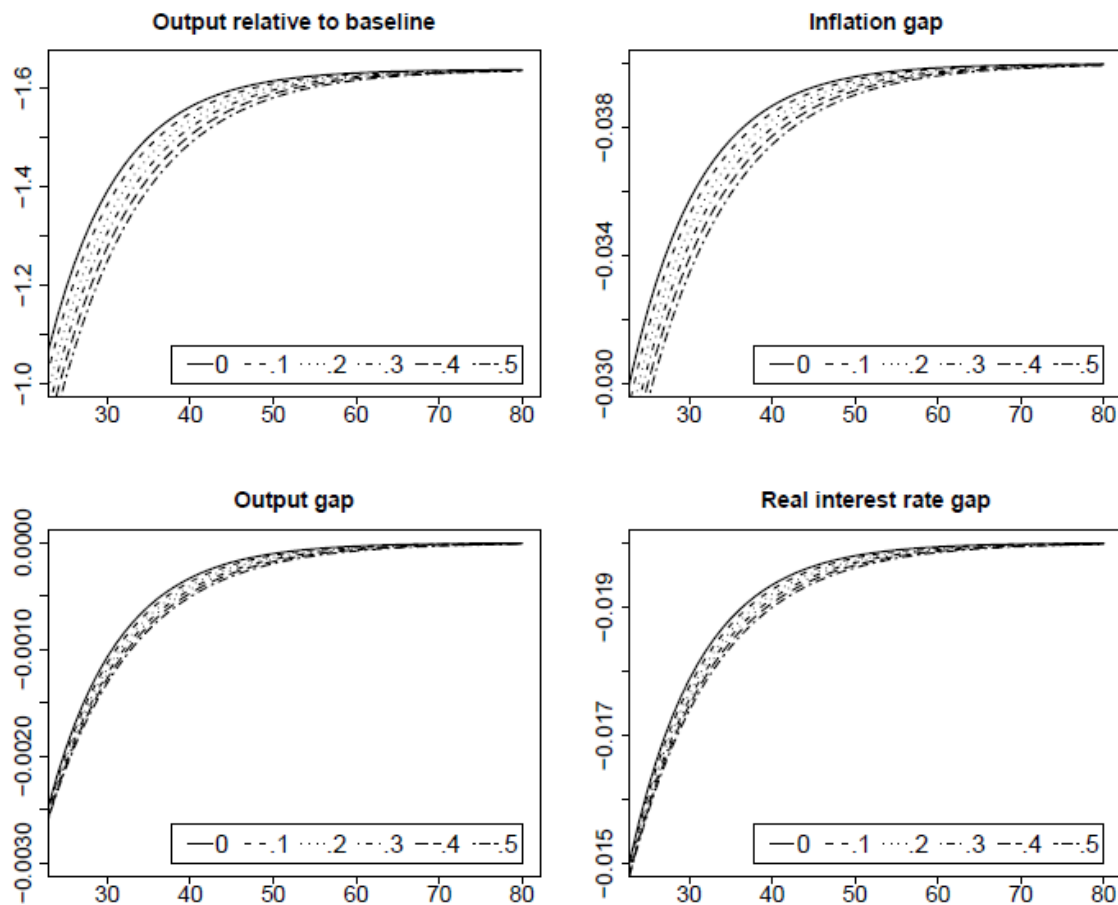 Output relative to baseline
−1.6
−1.4
−1.2
−1.0
0 .1 .2 .3 .4 .5
30 40 50 60 70 80
Inflation gap
−0.038
−0.034
−0.030
0 .1 .2 .3 .4 .5
30 40 50 60 70 80
Output gap
0.0000
−0.0010
−0.0020
−0.0030
0 .1 .2 .3 .4 .5
30 40 50 60 70 80
Real interest rate gap
−0.019
−0.017
−0.015
0 .1 .2 .3 .4 .5
30 40 50 60 70 80